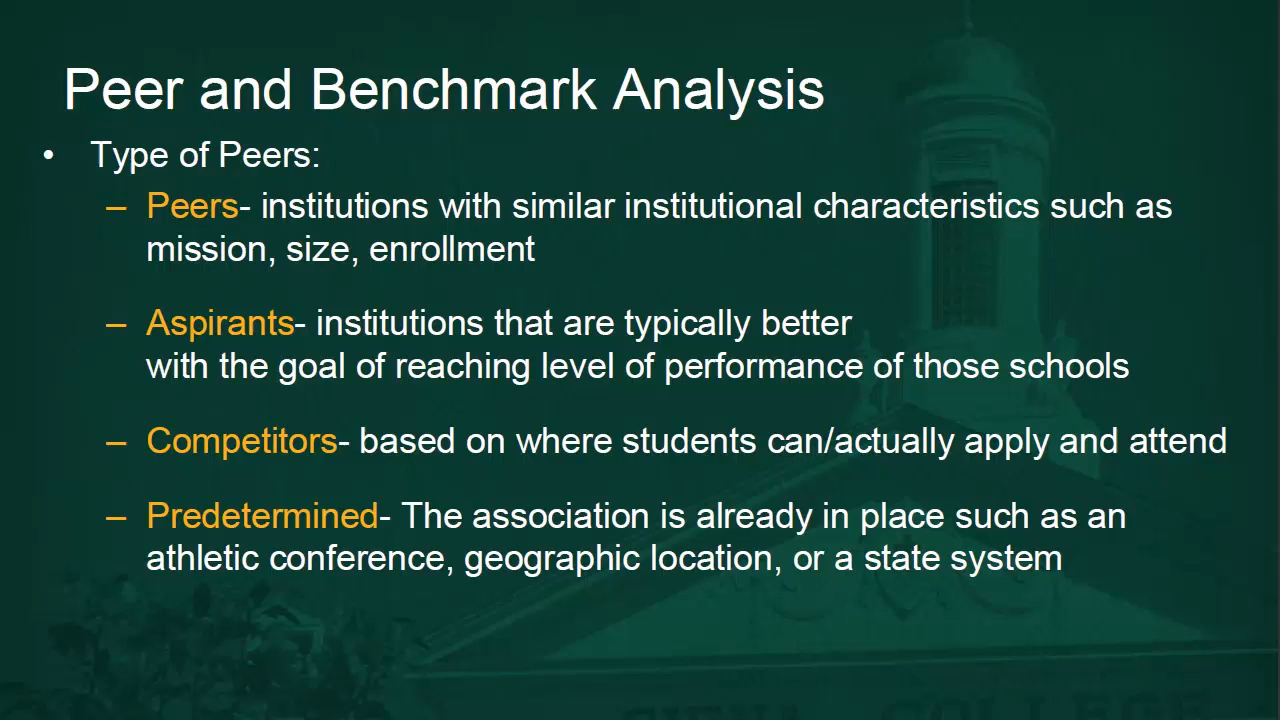 Peer and Benchmark Analysis
• Type of Peers:
– Peers- institutions with similar institutional characteristics such as
mission, size, enrollment
– Aspirants- institutions that are typically better
with the goal of reaching level of performance of those schools
– Competitors- based on where students can/actually apply and attend
– Predetermined- The association is already in place such as an
athletic conference, geographic location, or a state system
COLLEGE